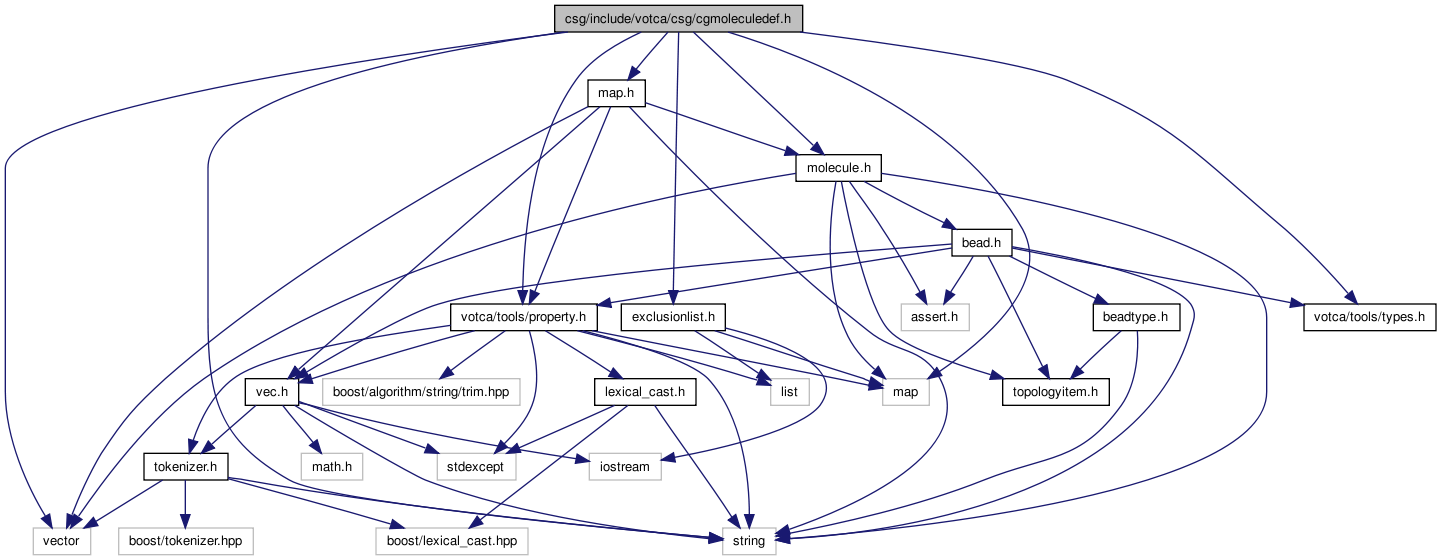 csg/include/votca/csg/cgmoleculedef.h
map.h
molecule.h
bead.h
votca/tools/property.h
exclusionlist.h
assert.h
beadtype.h
votca/tools/types.h
vec.h
boost/algorithm/string/trim.hpp
lexical_cast.h
list
map
topologyitem.h
tokenizer.h
math.h
stdexcept
iostream
vector
boost/tokenizer.hpp
boost/lexical_cast.hpp
string